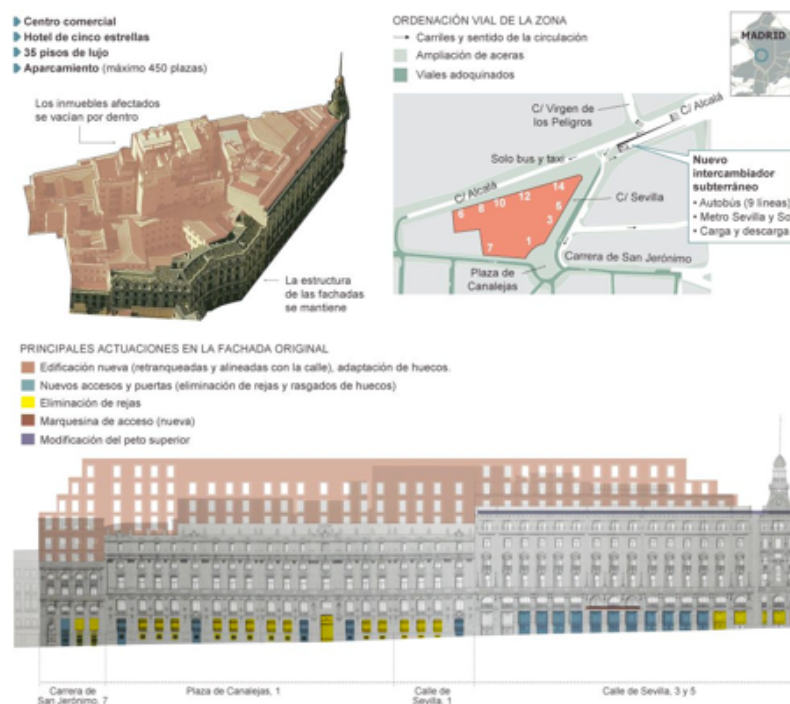 Centro comercial
Hotel de cinco estrellas
35 pisos de lujo
Aparcamiento (máximo 450 plazas)
Los inmuebles afectados
se vacían por dentro
La estructura
de las fachadas
se mantiene
ORDENACIÓN VIAL DE LA ZONA
Carriles y sentido de la circulación
Ampliación de aceras
Viales adoquinados
MADRID
C/ Virgen de
los Peligros
C/ Alcalá
Solo bus y taxi
C/ Alcalá
C/ Sevilla
6
8
10
12
14
5
3
1
7
Plaza de
Canalejas
Carrera de San Jerónimo
Nuevo
intercambiador
subterráneo
• Autobús (9 líneas)
• Metro Sevilla y So
• Carga y descarga
PRINCIPALES ACTUACIONES EN LA FACHADA ORIGINAL
Edificación nueva (retranqueadas y alineadas con la calle), adaptación de huecos.
Nuevos accesos y puertas (eliminación de rejas y rasgados de huecos)
Eliminación de rejas
Marquesina de acceso (nueva)
Modificación del peto superior
Carrera de
San Jerónimo, 7
Plaza de Canalejas, 1
Calle de
Sevilla, 1
Calle de Sevilla, 3 y 5